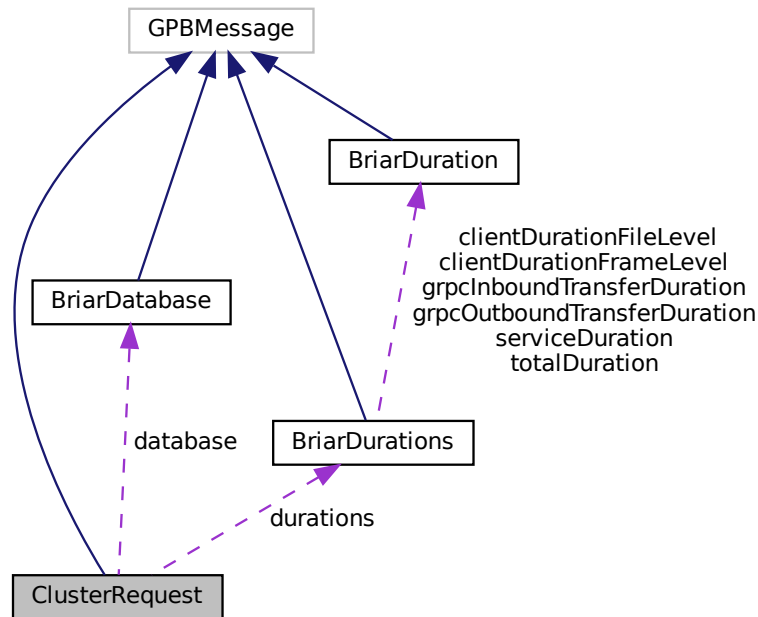 GPBMessage
BriarDuration
clientDurationFileLevel
clientDurationFrameLevel
grpcInboundTransferDuration
grpcOutboundTransferDuration
serviceDuration
totalDuration
BriarDatabase
database
BriarDurations
durations
ClusterRequest